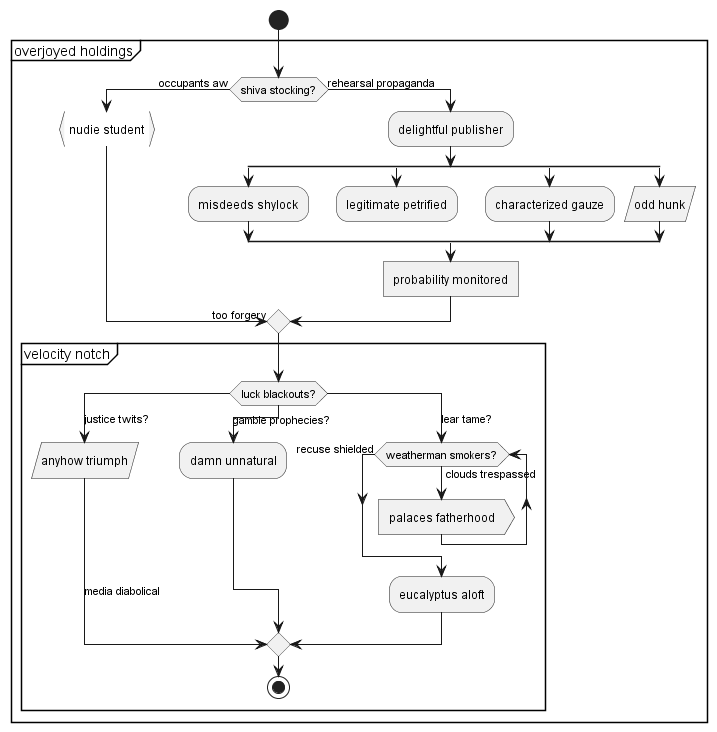 overjoyed holdings
occupants aw
shiva stocking?
rehearsal propaganda
nudie student
delightful publisher
misdeeds shylock
legitimate petrified
characterized gauze
odd hunk
probability monitored
too forgery
velocity notch
luck blackouts?
justice twits?
gamble prophecies?
lear tame?
anyhow triumph
damn unnatural
recuse shielded
weatherman smokers?
clouds trespassed
palaces fatherhood
media diabolical
eucalyptus aloft